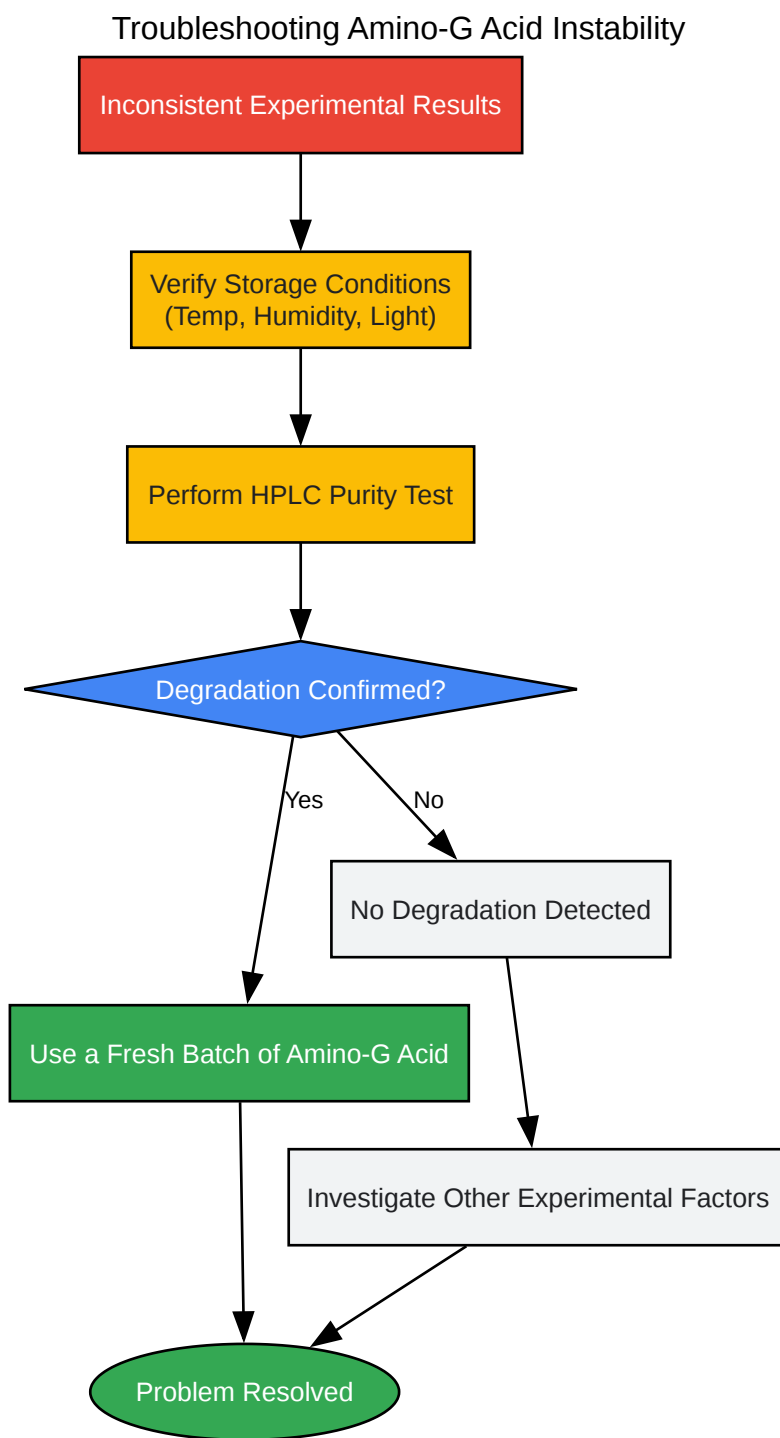 Troubleshooting Amino-G Acid Instability
Inconsistent Experimental Results
Verify Storage Conditions
(Temp, Humidity, Light)
Perform HPLC Purity Test
Degradation Confirmed?
Yes
No
No Degradation Detected
Use a Fresh Batch of Amino-G Acid
Investigate Other Experimental Factors
Problem Resolved